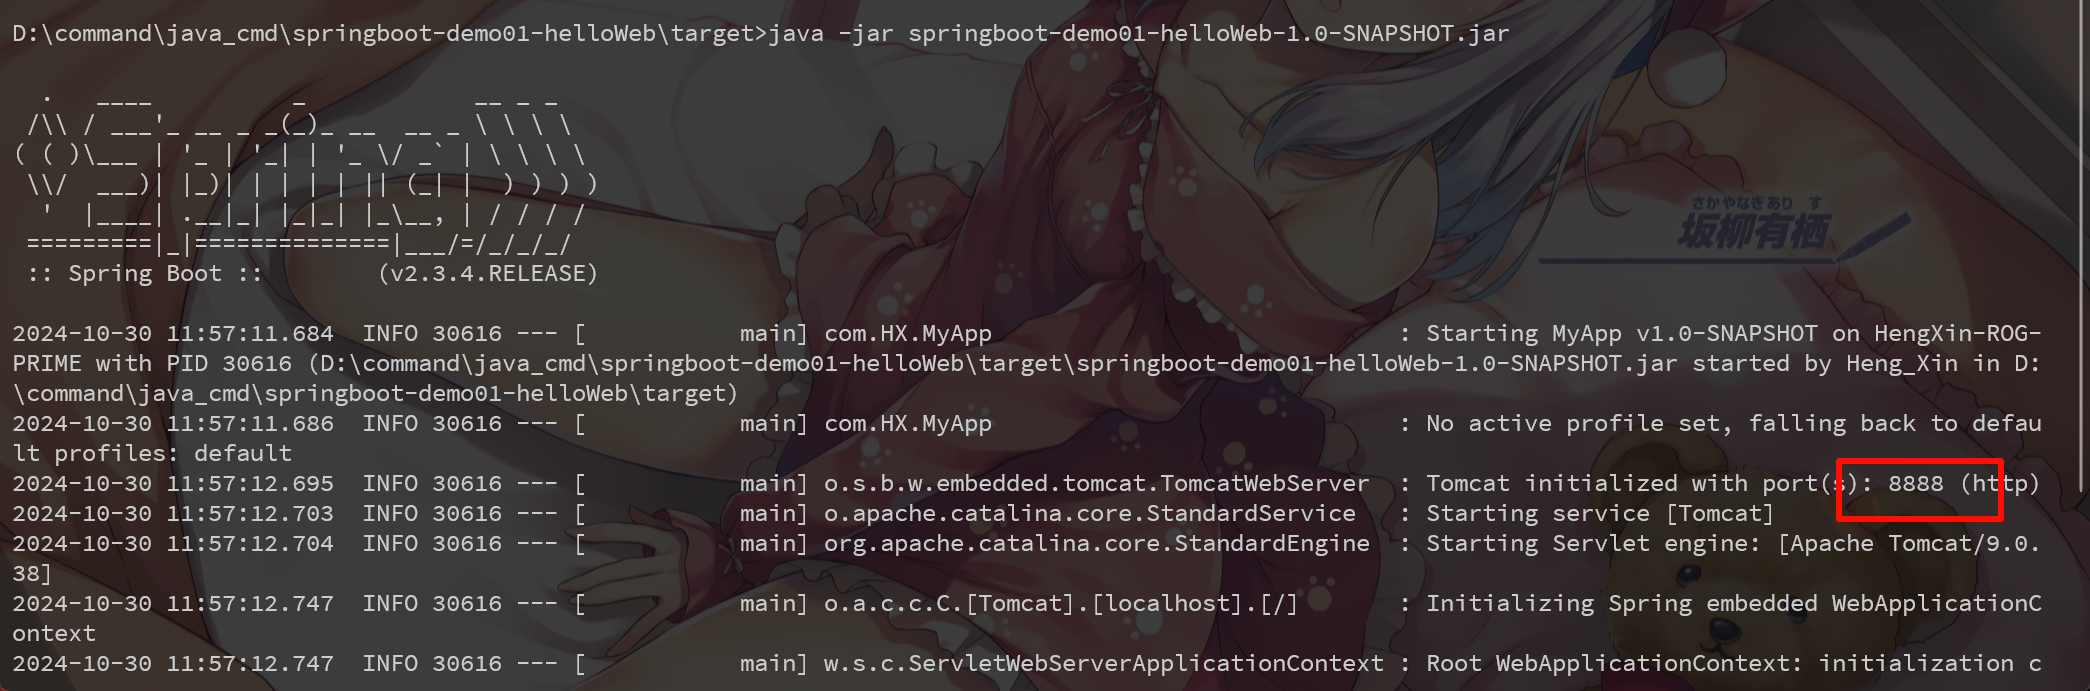 D:\command\java_cmd\springboot-demo01-helloWeb\target>java -jar springboot-demo01-helloWeb-1.0-SNAPSHOT.jar
  .   ____          _            __ _ _
 /\\ / ___'_ __ _ _(_)_ __  __ _ \ \ \ \
( ( )\___ | '_ | '_| | '_ \/ _` | \ \ \ \
 \\/  ___)| |_)| | | | | || (_| |  ) ) ) )
  '  |____| .__|_| |_|_| |_\__, | / / / /
 =========|_|==============|___/=/_/_/_/
 :: Spring Boot ::        (v2.3.4.RELEASE)
さかやなぎあり す
坂柳有栖
2024-10-30 11:57:11.684  INFO 30616 --- [           main] com.HX.MyApp                             : Starting MyApp v1.0-SNAPSHOT on HengXin-ROG-
PRIME with PID 30616 (D:\command\java_cmd\springboot-demo01-helloWeb\target\springboot-demo01-helloWeb-1.0-SNAPSHOT.jar started by Heng_Xin in D:
\command\java_cmd\springboot-demo01-helloWeb\target)
2024-10-30 11:57:11.686  INFO 30616 --- [           main] com.HX.MyApp                             : No active profile set, falling back to defau
lt profiles: default
2024-10-30 11:57:12.695  INFO 30616 --- [           main] o.s.b.w.embedded.tomcat.TomcatWebServer  : Tomcat initialized with port(s): 8888 (http)
2024-10-30 11:57:12.703  INFO 30616 --- [           main] o.apache.catalina.core.StandardService   : Starting service [Tomcat]
2024-10-30 11:57:12.704  INFO 30616 --- [           main] org.apache.catalina.core.StandardEngine  : Starting Servlet engine: [Apache Tomcat/9.0.
38]
2024-10-30 11:57:12.747  INFO 30616 --- [           main] o.a.c.c.C.[Tomcat].[localhost].[/]       : Initializing Spring embedded WebApplicationC
ontext
2024-10-30 11:57:12.747  INFO 30616 --- [           main] w.s.c.ServletWebServerApplicationContext : Root WebApplicationContext: initialization c